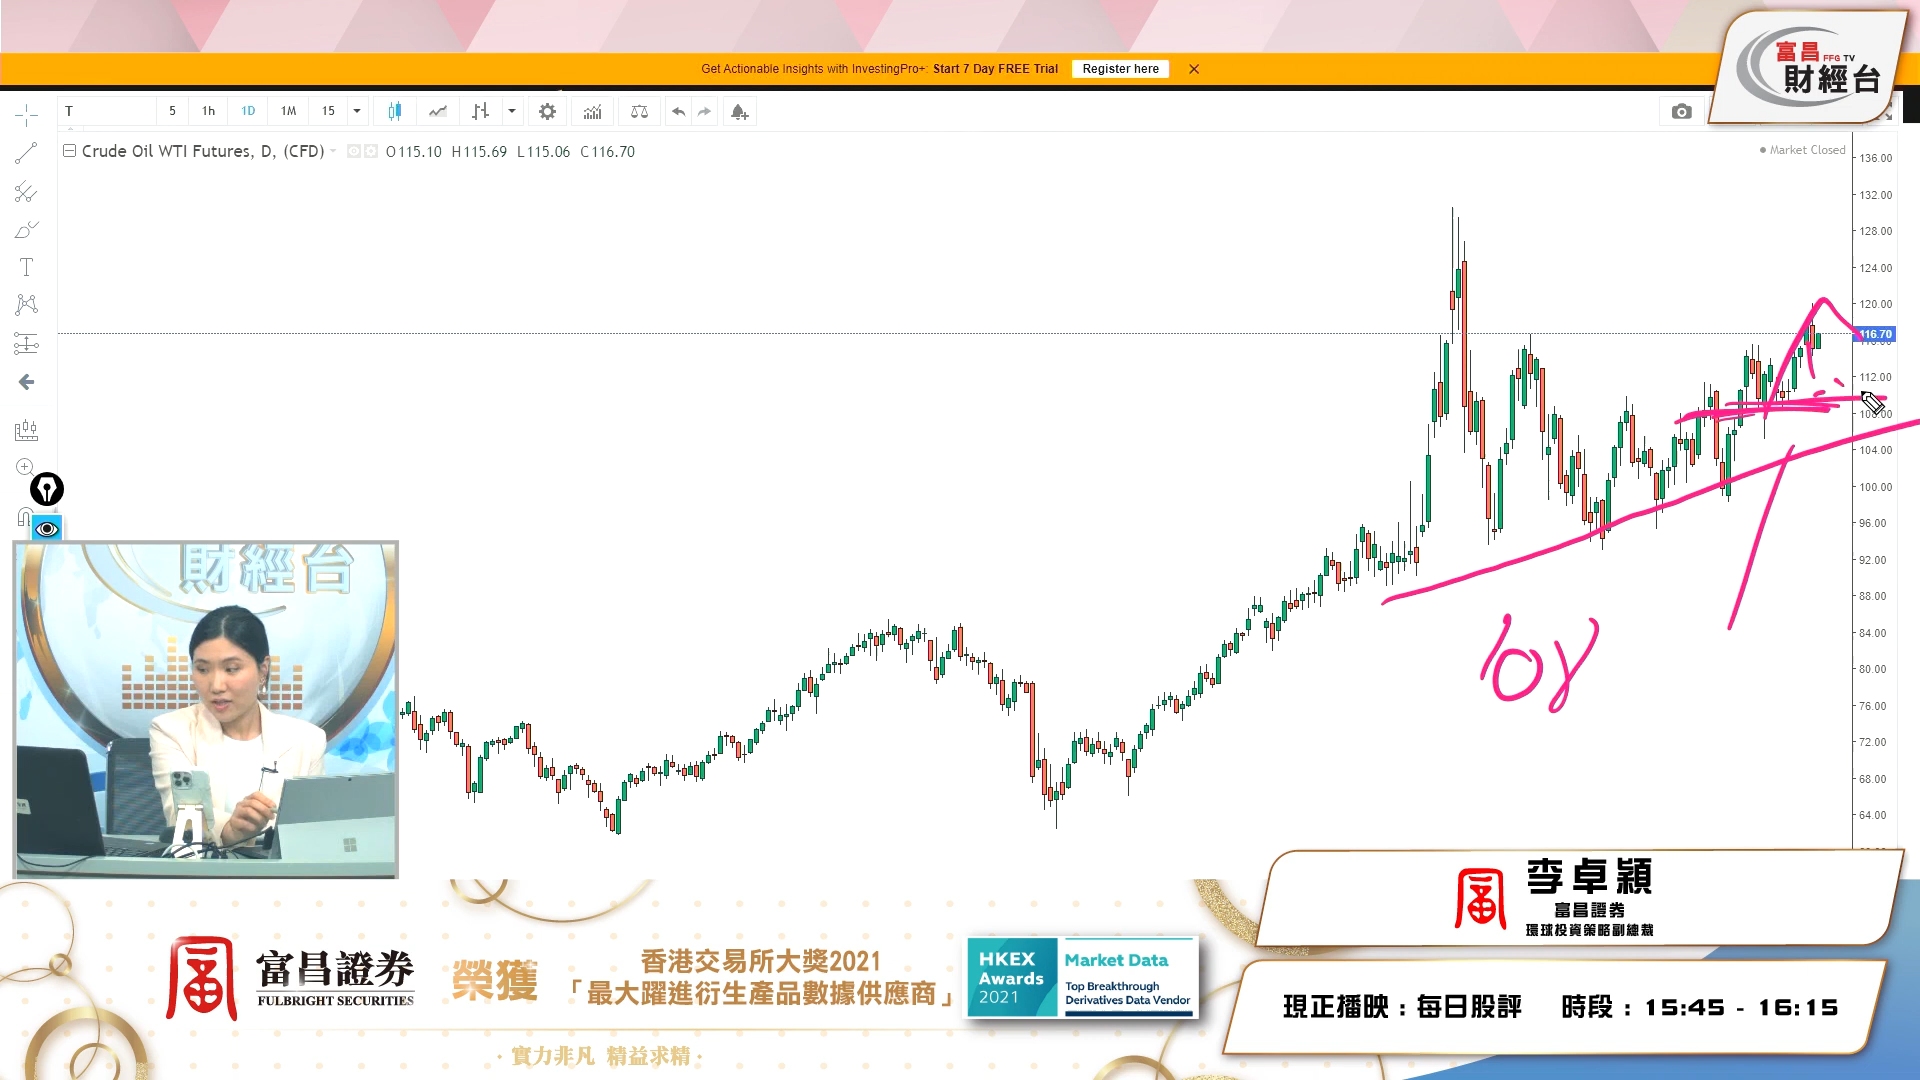 Get Actionable Insights with InvestingPro+: Start 7 Day FREE Trial Register here
富昌 FFG TV
財經台
T 5 1h 1D 1M 15
Crude Oil WTI Futures, D, (CFD) O115.10 H115.69 L115.06 C116.70
Market Closed
136.00
132.00
128.00
124.00
120.00
116.70
112.00
104.00
100.00
96.00
92.00
88.00
84.00
80.00
76.00
72.00
68.00
64.00
財經台
李卓穎
富昌證券
環球投資策略副總裁
富昌證券
FULBRIGHT SECURITIES
榮獲
香港交易所大獎2021
「最大躍進衍生產品數據供應商」
HKEX
Awards
2021
Market Data
Top Breakthrough
Derivatives Data Vendor
現正播映：每日股評 時段：15:45 - 16:15
· 實力非凡 精益求精 ·